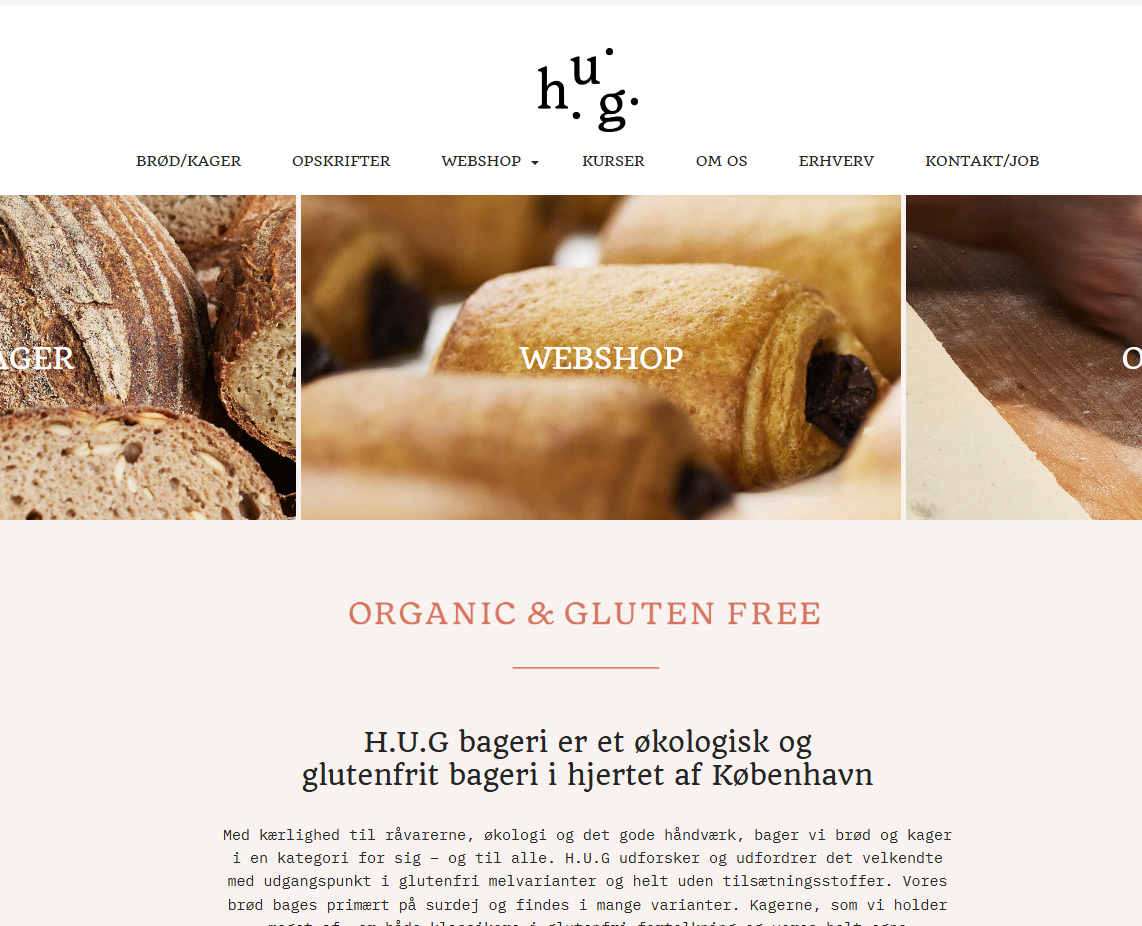 h.u.g.
BRØD/KAGER OPSKRIFTER WEBSHOP KURSER OM OS ERHVERV KONTAKT/JOB
AGER WEBSHOP O
ORGANIC & GLUTEN FREE
H.U.G bageri er et økologisk og
glutenfrit bageri i hjertet af København
Med kærlighed til råvarerne, økologi og det gode håndværk, bager vi brød og kager
i en kategori for sig – og til alle. H.U.G udforsker og udfordrer det velkendte
med udgangspunkt i glutenfri melvarianter og helt uden tilsætningsstoffer. Vores
brød bages primært på surdej og findes i mange varianter. Kagerne, som vi holder